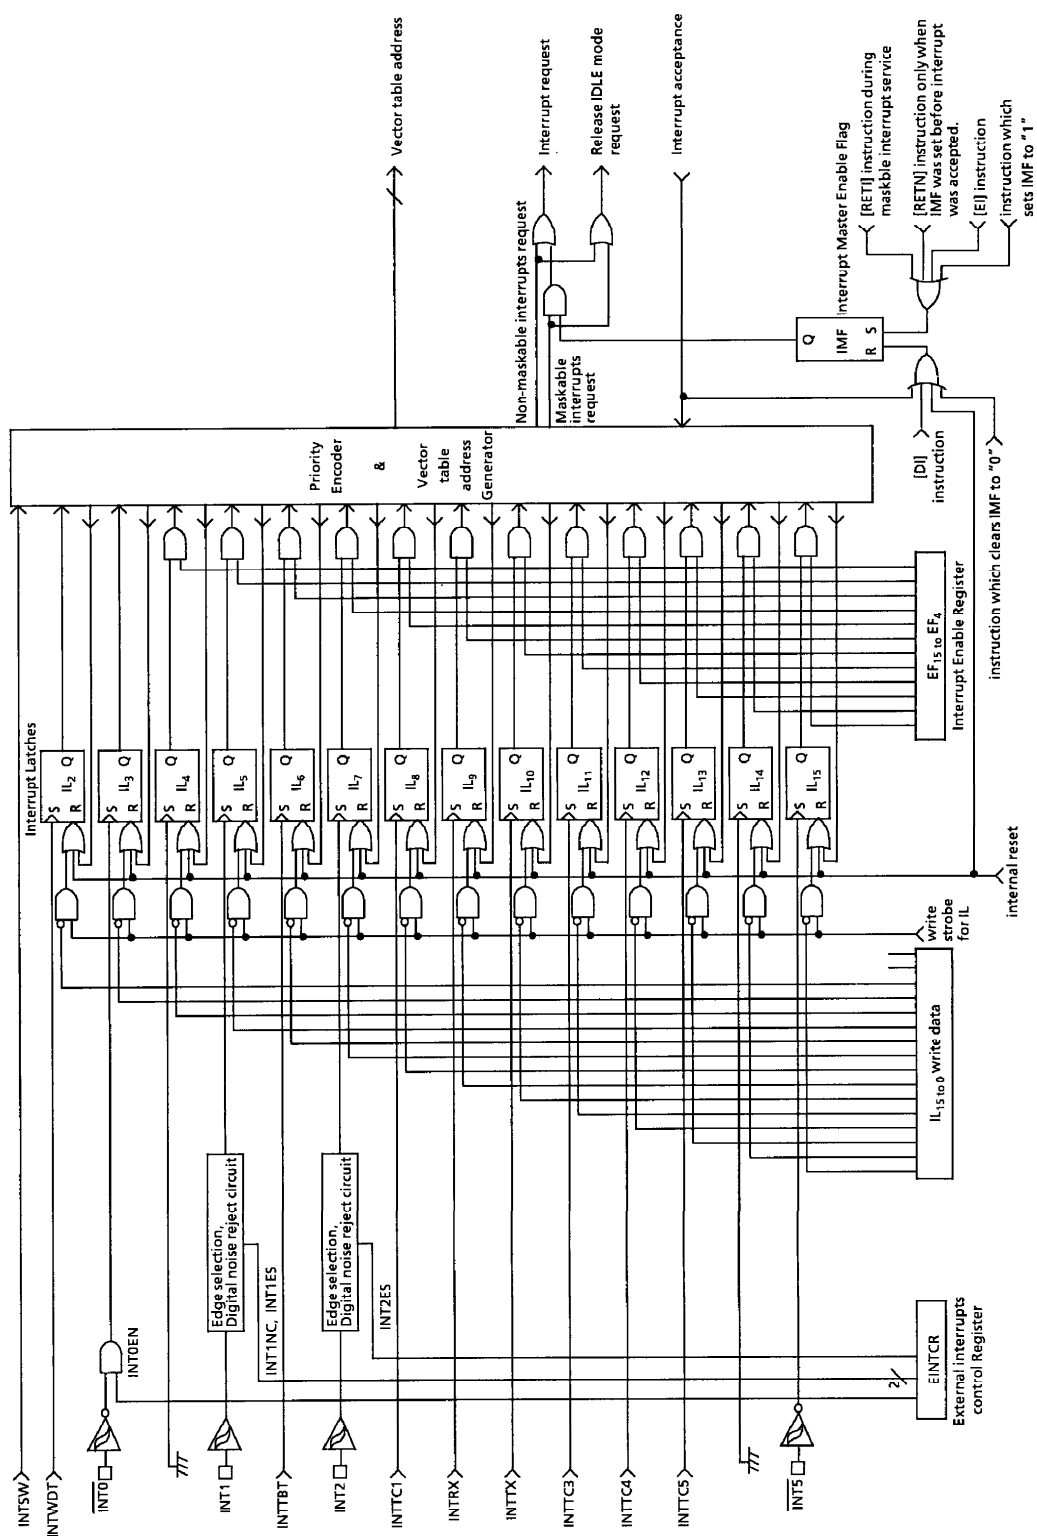 INTSW
INTWDT
INT0
INT1
INTTBT
INT2
INTTC1
INTRX
INTTX
INTTC3
INTTC4
INTTC5
INT5
INT0EN
Edge selection,
Digital noise reject circuit
INT1NC, INT1ES
Edge selection,
Digital noise reject circuit
INT2ES
2
EINTCR
External interrupts
control Register
IL15 to 0 write data
write
strobe
for IL
internal reset
Interrupt Latches
S IL2 Q
R
S IL3 Q
R
S IL4 Q
R
S IL5 Q
R
S IL6 Q
R
S IL7 Q
R
S IL8 Q
R
S IL9 Q
R
S IL10 Q
R
S IL11 Q
R
S IL12 Q
R
S IL13 Q
R
S IL14 Q
R
S IL15 Q
R
EF15 to EF4
Interrupt Enable Register
Priority
Encoder
&
Vector
table
address
Generator
Vector table address
Non-maskable interrupts request
Maskable
interrupts
request
Interrupt request
Release IDLE mode
request
Interrupt acceptance
Q
IMF
R S
Interrupt Master Enable Flag
[DI]
instruction
instruction which clears IMF to "0"
[RETI] instruction during
maskble interrupt service
[RETN] instruction only when
IMF was set before interrupt
was accepted.
[EI] instruction
instruction which
sets IMF to "1"